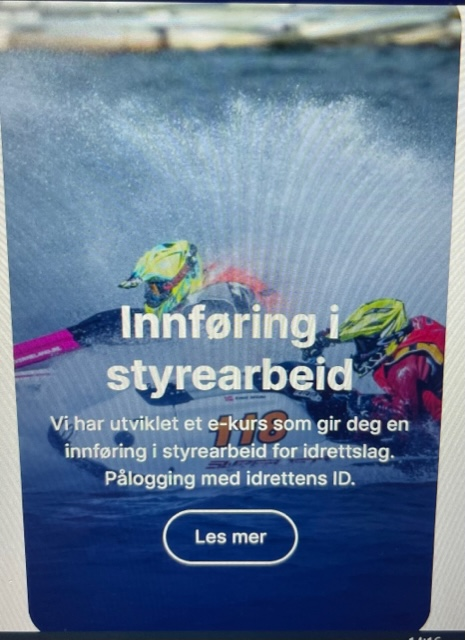 Innføring i
styrearbeid
Vi har utviklet et e-kurs som gir deg en
innføring i styrearbeid for idrettslag.
Pålogging med idrettens ID.
118
Les mer